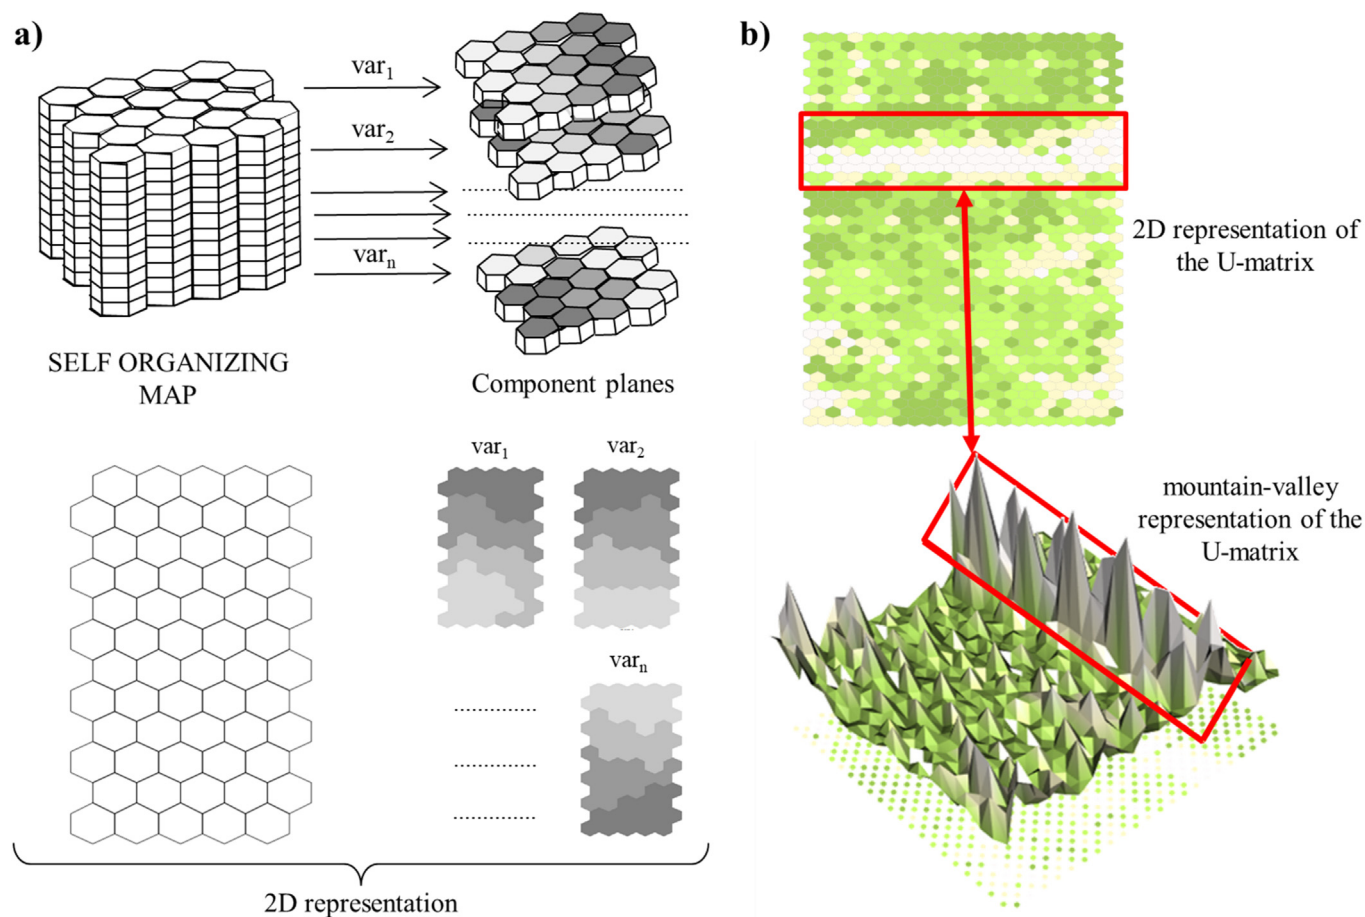 a)
var1
var2
varn
SELF ORGANIZING
MAP
Component planes
var1
var2
varn
2D representation
b)
2D representation of
the U-matrix
mountain-valley
representation of the
U-matrix